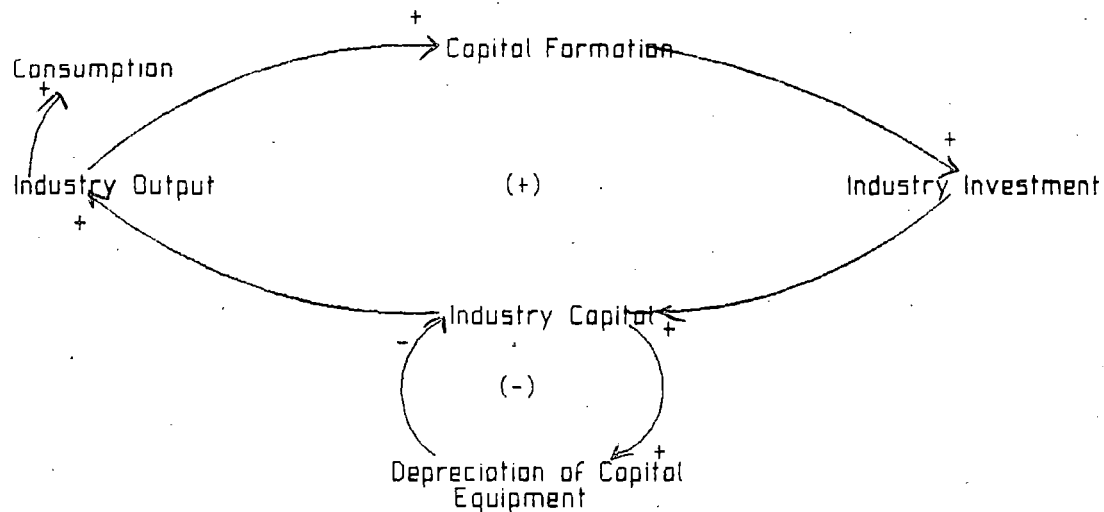 +
Capital Formation
Consumption
+
+
Industry Output
(+)
Industry Investment
+
Industry Capital
+
-
(-)
+
Depreciation of Capital
Equipment